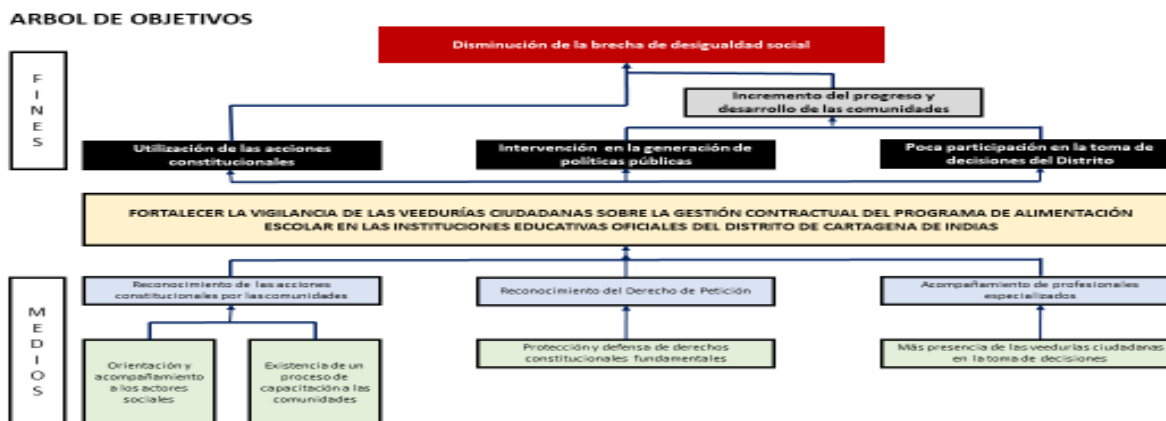 ARBOL DE OBJETIVOS
Disminución de la brecha de desigualdad social
F
I
N
E
S
Incremento del progreso y
desarrollo de las comunidades
Utilización de las acciones
constitucionales
Intervención en la generación de
políticas públicas
Poca participación en la toma de
decisiones del Distrito
FORTALECER LA VIGILANCIA DE LAS VEEDURÍAS CIUDADANAS SOBRE LA GESTIÓN CONTRACTUAL DEL PROGRAMA DE ALIMENTACIÓN
ESCOLAR EN LAS INSTITUCIONES EDUCATIVAS OFICIALES DEL DISTRITO DE CARTAGENA DE INDIAS
M
E
D
I
O
S
Reconocimiento de las acciones
constitucionales por las comunidades
Reconocimiento del Derecho de Petición
Acompañamiento de profesionales
especializados
Orientación y
acompañamiento
a los actores
sociales
Existencia de un
proceso de
capacitación a las
comunidades
Protección y defensa de derechos
constitucionales fundamentales
Más presencia de las veedurías ciudadanas
en la toma de decisiones